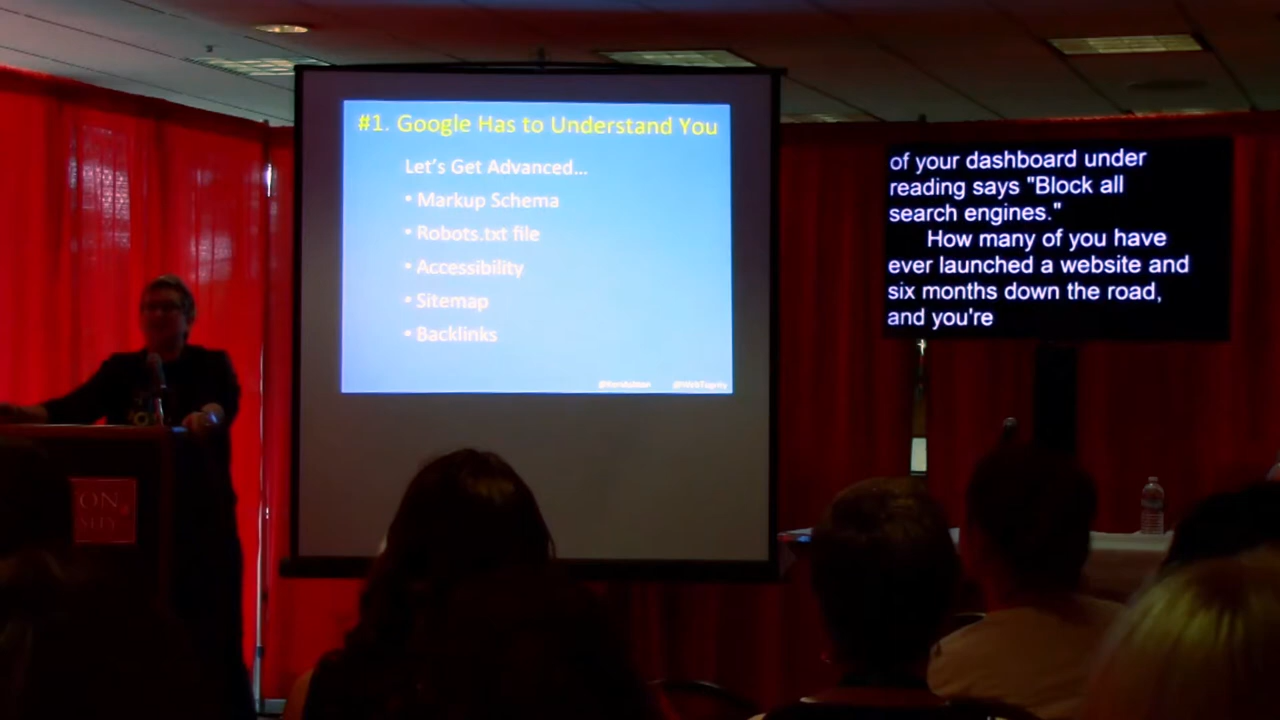 #1. Google Has to Understand You
Let's Get Advanced…
• Markup Schema
• Robots.txt file
• Accessibility
• Sitemap
• Backlinks
of your dashboard under
reading says "Block all
search engines."
How many of you have
ever launched a website and
six months down the road,
and you're
ON